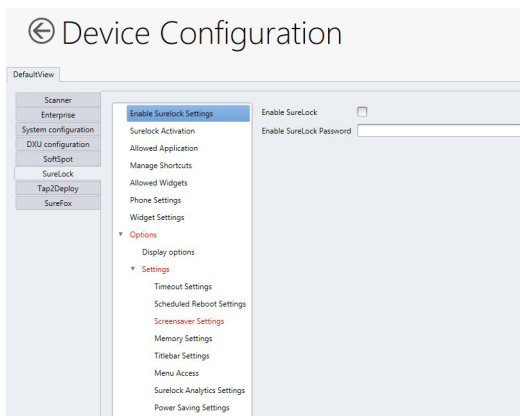 Device Configuration
DefaultView
Scanner
Enterprise
System configuration
DXU configuration
SoftSpot
SureLock
Tap2Deploy
SureFox
Enable Surelock Settings
Surelock Activation
Allowed Application
Manage Shortcuts
Allowed Widgets
Phone Settings
Widget Settings
Options
Display options
Settings
Timeout Settings
Scheduled Reboot Settings
Screensaver Settings
Memory Settings
Titlebar Settings
Menu Access
Surelock Analytics Settings
Power Saving Settings
Enable SureLock
Enable SureLock Password